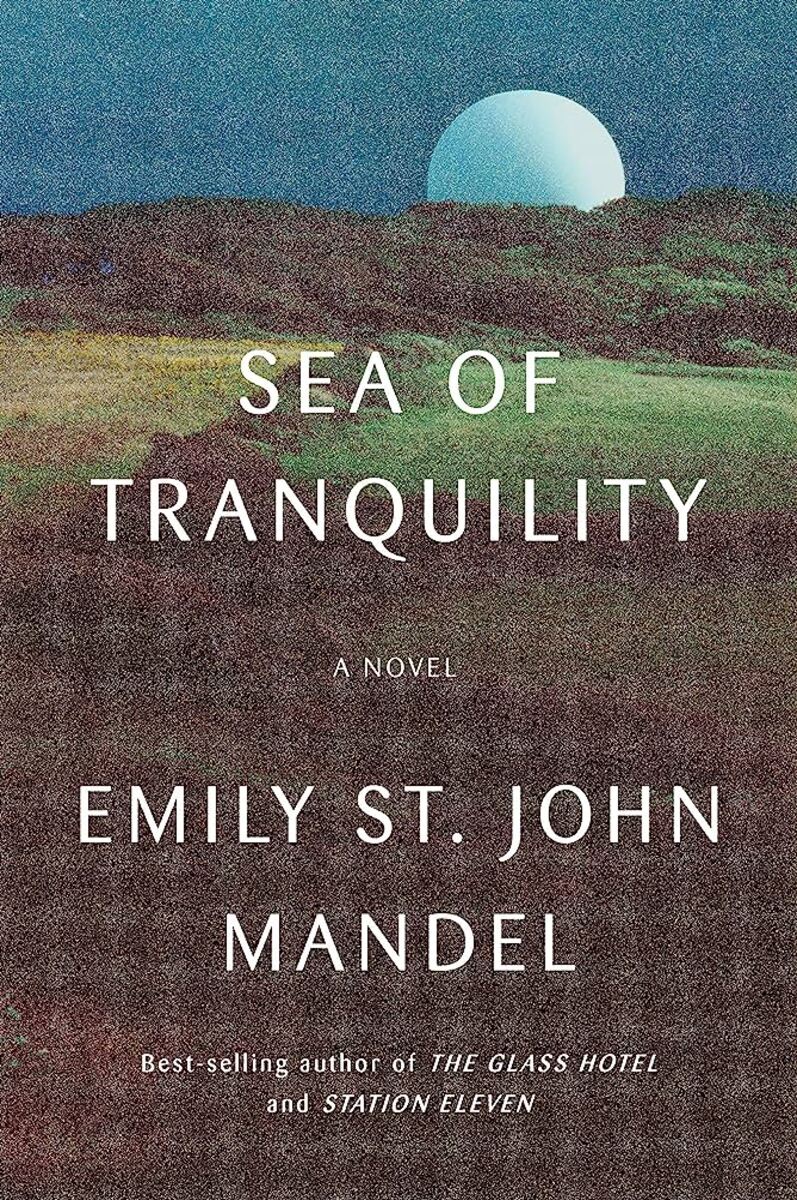 SEA OF
TRANQUILITY
A NOVEL
EMILY ST. JOHN
MANDEL
Best-selling author of THE GLASS HOTEL
and STATION ELEVEN